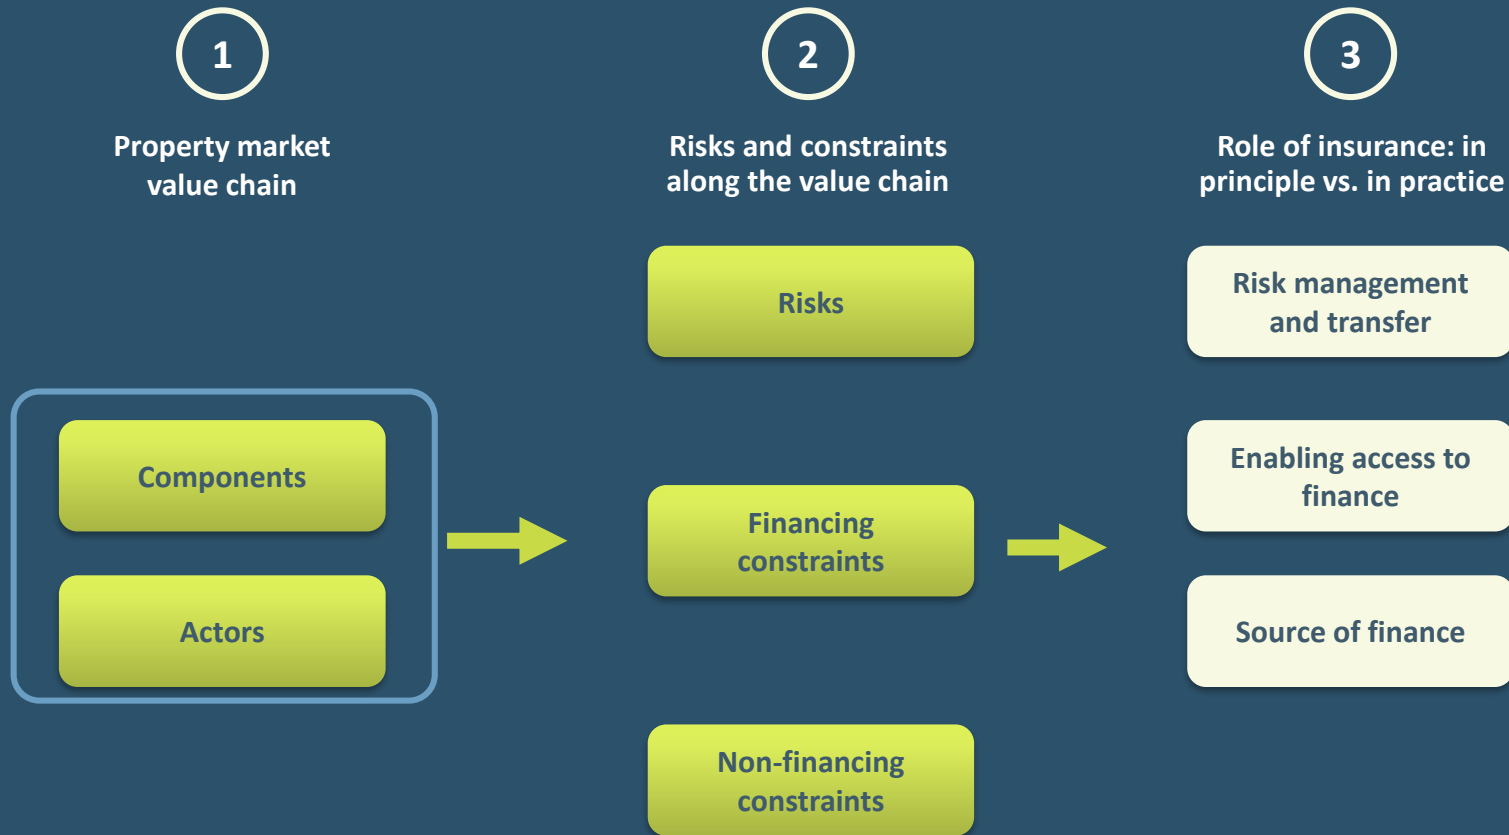 1
Property market
value chain
Components
Actors
2
Risks and constraints
along the value chain
Risks
Financing
constraints
Non-financing
constraints
3
Role of insurance: in
principle vs. in practice
Risk management
and transfer
Enabling access to
finance
Source of finance